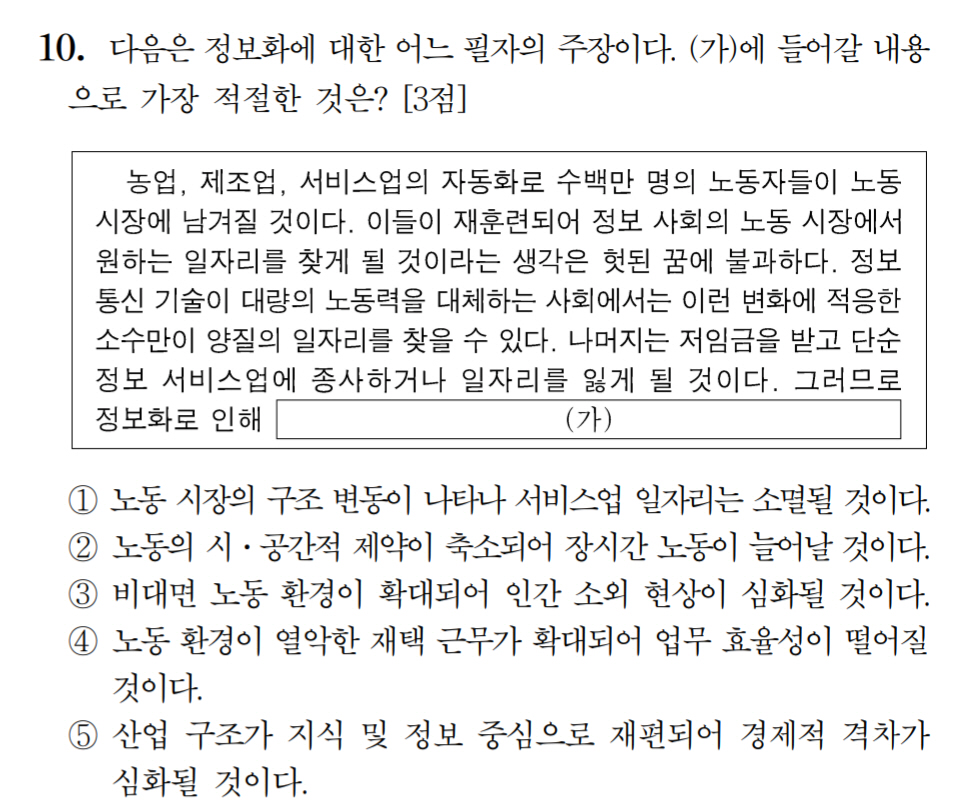 10. 다음은 정보화에 대한 어느 필자의 주장이다. (가)에 들어갈 내용
으로 가장 적절한 것은? [3점]
농업, 제조업, 서비스업의 자동화로 수백만 명의 노동자들이 노동
시장에 남겨질 것이다. 이들이 재훈련되어 정보 사회의 노동 시장에서
원하는 일자리를 찾게 될 것이라는 생각은 헛된 꿈에 불과하다. 정보
통신 기술이 대량의 노동력을 대체하는 사회에서는 이런 변화에 적응한
소수만이 양질의 일자리를 찾을 수 있다. 나머지는 저임금을 받고 단순
정보 서비스업에 종사하거나 일자리를 잃게 될 것이다. 그러므로
정보화로 인해 (가)
① 노동 시장의 구조 변동이 나타나 서비스업 일자리는 소멸될 것이다.
② 노동의 시·공간적 제약이 축소되어 장시간 노동이 늘어날 것이다.
③ 비대면 노동 환경이 확대되어 인간 소외 현상이 심화될 것이다.
④ 노동 환경이 열악한 재택 근무가 확대되어 업무 효율성이 떨어질
것이다.
⑤ 산업 구조가 지식 및 정보 중심으로 재편되어 경제적 격차가
심화될 것이다.